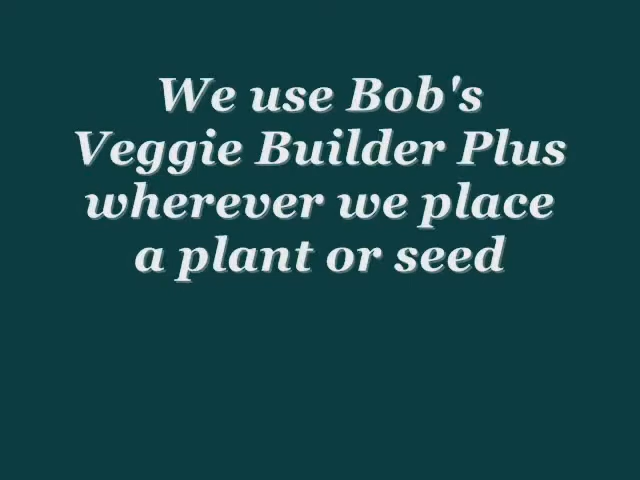 We use Bob's
Veggie Builder Plus
wherever we place
a plant or seed